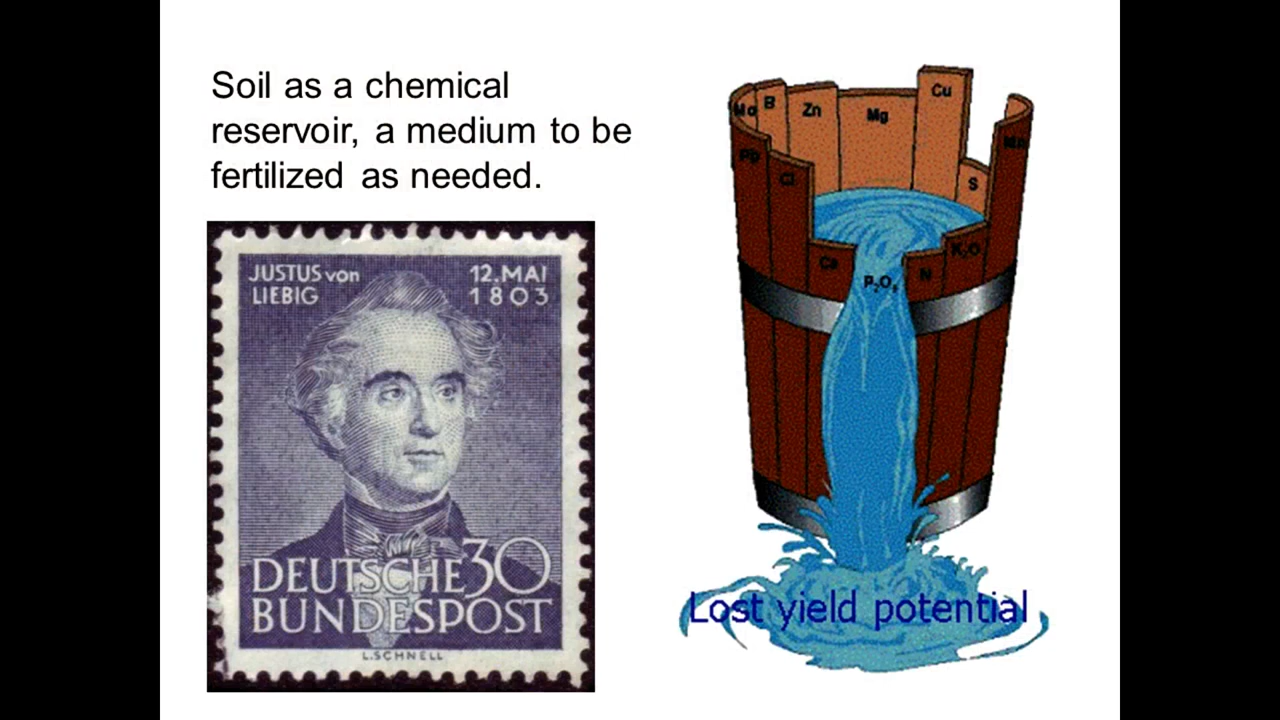 Soil as a chemical
reservoir, a medium to be
fertilized as needed.
JUSTUS von
LIEBIG
12.MAI
1803
DEUTSCHE 30
BUNDESPOST
L.SCHNELL
Mo
B
Zn
Mg
Cu
Cl
S
Ca
P₂O₅
N
K₂O
Lost yield potential